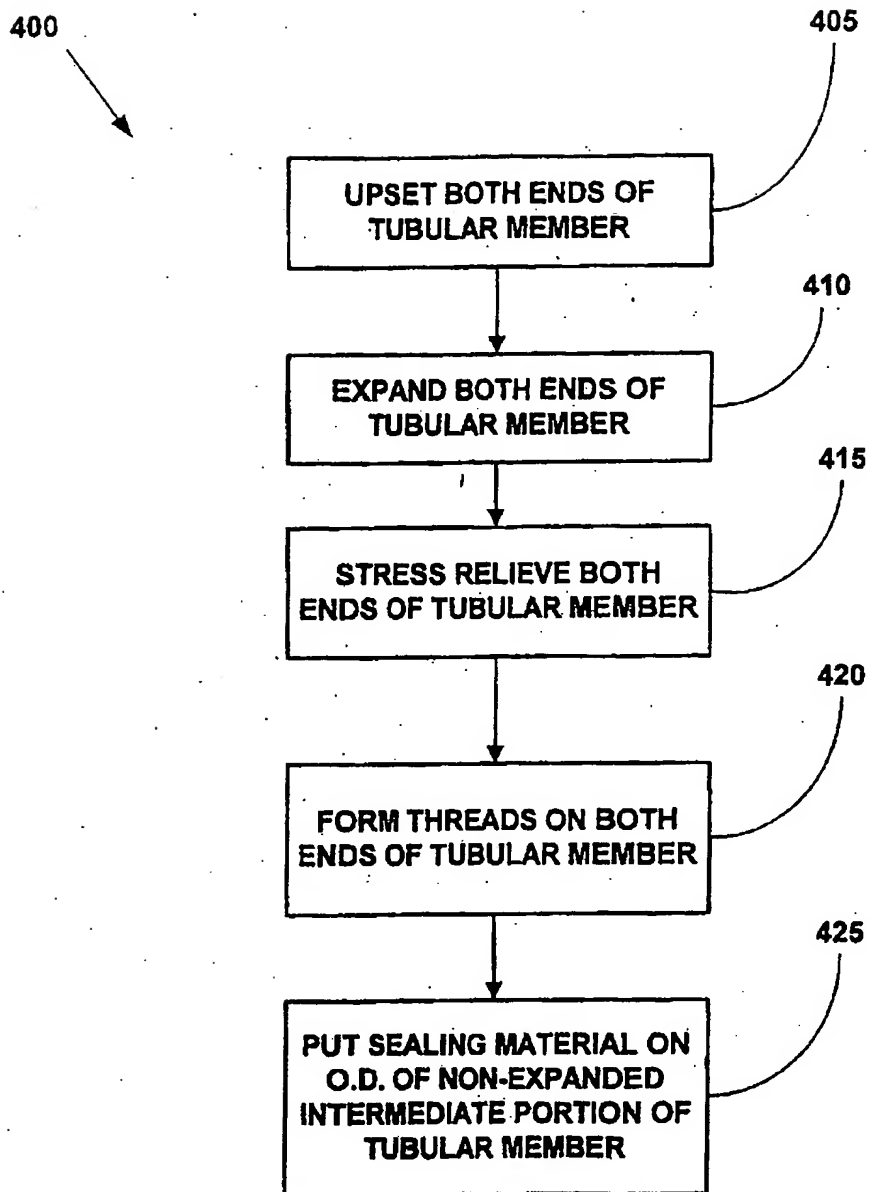 400
405
UPSET BOTH ENDS OF
TUBULAR MEMBER
410
EXPAND BOTH ENDS OF
TUBULAR MEMBER
415
STRESS RELIEVE BOTH
ENDS OF TUBULAR MEMBER
420
FORM THREADS ON BOTH
ENDS OF TUBULAR MEMBER
425
PUT SEALING MATERIAL ON
O.D. OF NON-EXPANDED
INTERMEDIATE PORTION OF
TUBULAR MEMBER